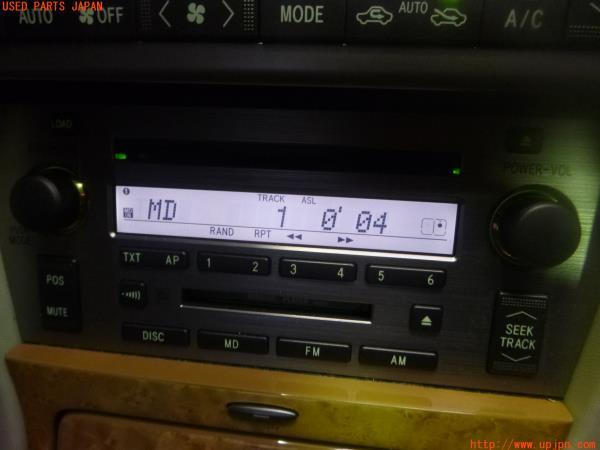 USED PARTS JAPAN
AUTO OFF MODE AUTO A/C
LOAD
POWER-VOL
MODE
TRACK ASL
MD 1 0'04
RAND RPT
TXT AP 1 2 3 4 5 6
POS
MUTE
SEEK
TRACK
DISC MD FM AM
http://www.upjpn.com